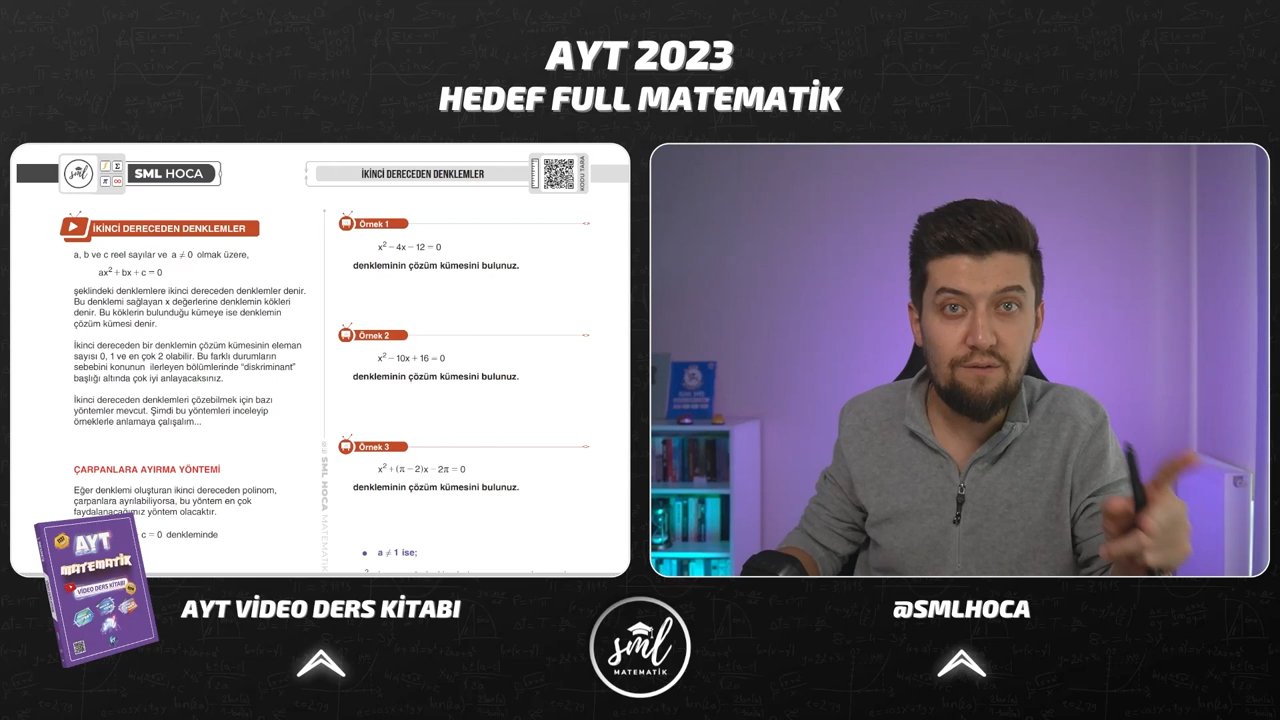 AYT 2023
HEDEF FULL MATEMATİK
sml
SML HOCA
İKİNCİ DERECEDEN DENKLEMLER
KODU TARA
İKİNCİ DERECEDEN DENKLEMLER
a, b ve c reel sayılar ve a ≠ 0 olmak üzere,
ax² + bx + c = 0
şeklindeki denklemlere ikinci dereceden denklemler denir.
Bu denklemi sağlayan x değerlerine denklemin kökleri
denir. Bu köklerin bulunduğu kümeye ise denklemin
çözüm kümesi denir.
İkinci dereceden bir denklemin çözüm kümesinin eleman
sayısı 0, 1 ve en çok 2 olabilir. Bu farklı durumların
sebebini konunun ilerleyen bölümlerinde “diskriminant”
başlığı altında çok iyi anlayacaksınız.
İkinci dereceden denklemleri çözebilmek için bazı
yöntemler mevcut. Şimdi bu yöntemleri inceleyip
örneklerle anlamaya çalışalım...
ÇARPANLARA AYIRMA YÖNTEMİ
Eğer denklemi oluşturan ikinci dereceden polinom,
çarpanlara ayrılabiliyorsa, bu yöntem en çok
faydalanacağımız yöntem olacaktır.
c = 0 denkleminde
SML HOCA MATEMATİK
Örnek 1
x² – 4x – 12 = 0
denkleminin çözüm kümesini bulunuz.
Örnek 2
x² – 10x + 16 = 0
denkleminin çözüm kümesini bulunuz.
Örnek 3
x² + (π – 2)x – 2π = 0
denkleminin çözüm kümesini bulunuz.
• a ≠ 1 ise;
AYT
MATEMATİK
VİDEO DERS KİTABI
AYT VİDEO DERS KİTABI
sml
MATEMATİK
@SMLHOCA